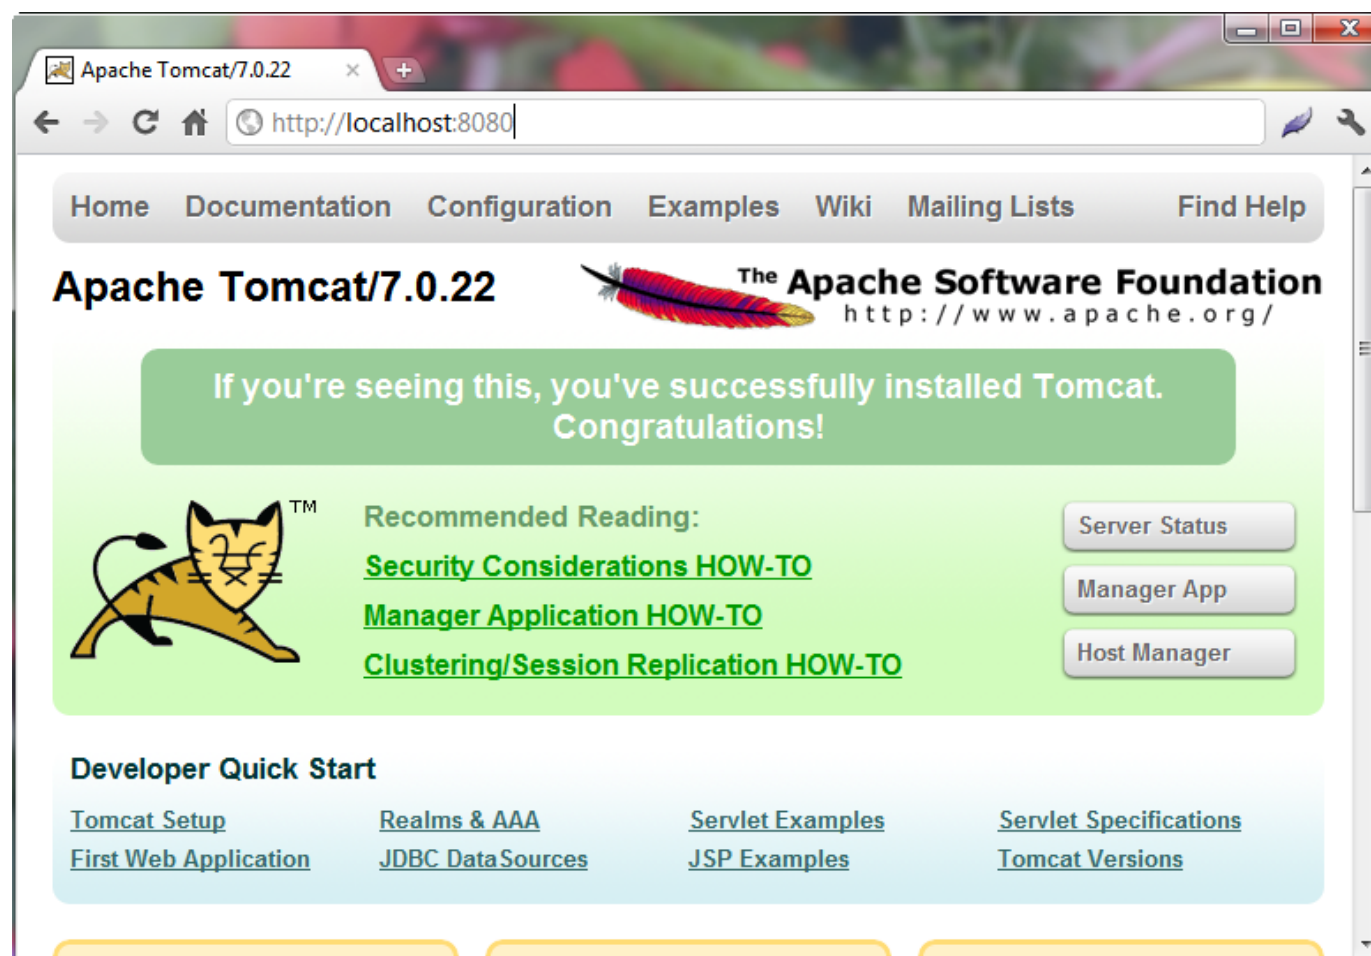 Apache Tomcat/7.0.22
http://localhost:8080
Home Documentation Configuration Examples Wiki Mailing Lists Find Help
Apache Tomcat/7.0.22
The Apache Software Foundation
http://www.apache.org/
If you're seeing this, you've successfully installed Tomcat.
Congratulations!
TM
Recommended Reading:
Security Considerations HOW-TO
Manager Application HOW-TO
Clustering/Session Replication HOW-TO
Server Status
Manager App
Host Manager
Developer Quick Start
Tomcat Setup Realms & AAA Servlet Examples Servlet Specifications
First Web Application JDBC DataSources JSP Examples Tomcat Versions